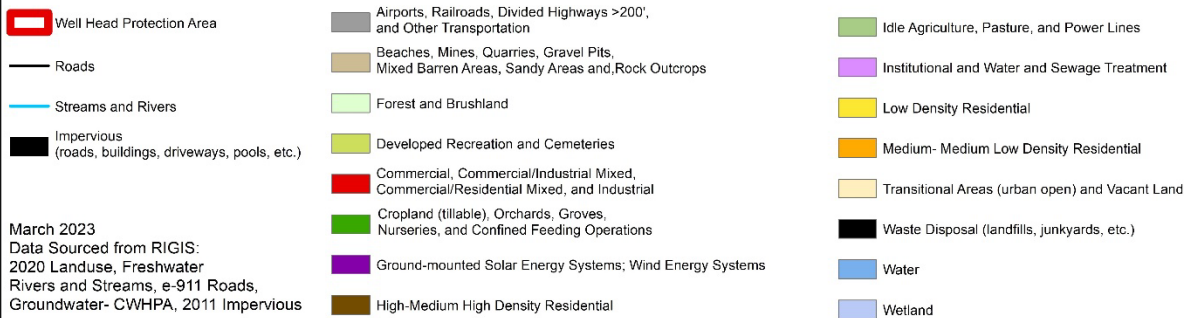 Well Head Protection Area
Roads
Streams and Rivers
Impervious
(roads, buildings, driveways, pools, etc.)
March 2023
Data Sourced from RIGIS:
2020 Landuse, Freshwater
Rivers and Streams, e-911 Roads,
Groundwater- CWHPA, 2011 Impervious
Airports, Railroads, Divided Highways >200',
and Other Transportation
Beaches, Mines, Quarries, Gravel Pits,
Mixed Barren Areas, Sandy Areas and,Rock Outcrops
Forest and Brushland
Developed Recreation and Cemeteries
Commercial, Commercial/Industrial Mixed,
Commercial/Residential Mixed, and Industrial
Cropland (tillable), Orchards, Groves,
Nurseries, and Confined Feeding Operations
Ground-mounted Solar Energy Systems; Wind Energy Systems
High-Medium High Density Residential
Idle Agriculture, Pasture, and Power Lines
Institutional and Water and Sewage Treatment
Low Density Residential
Medium- Medium Low Density Residential
Transitional Areas (urban open) and Vacant Land
Waste Disposal (landfills, junkyards, etc.)
Water
Wetland